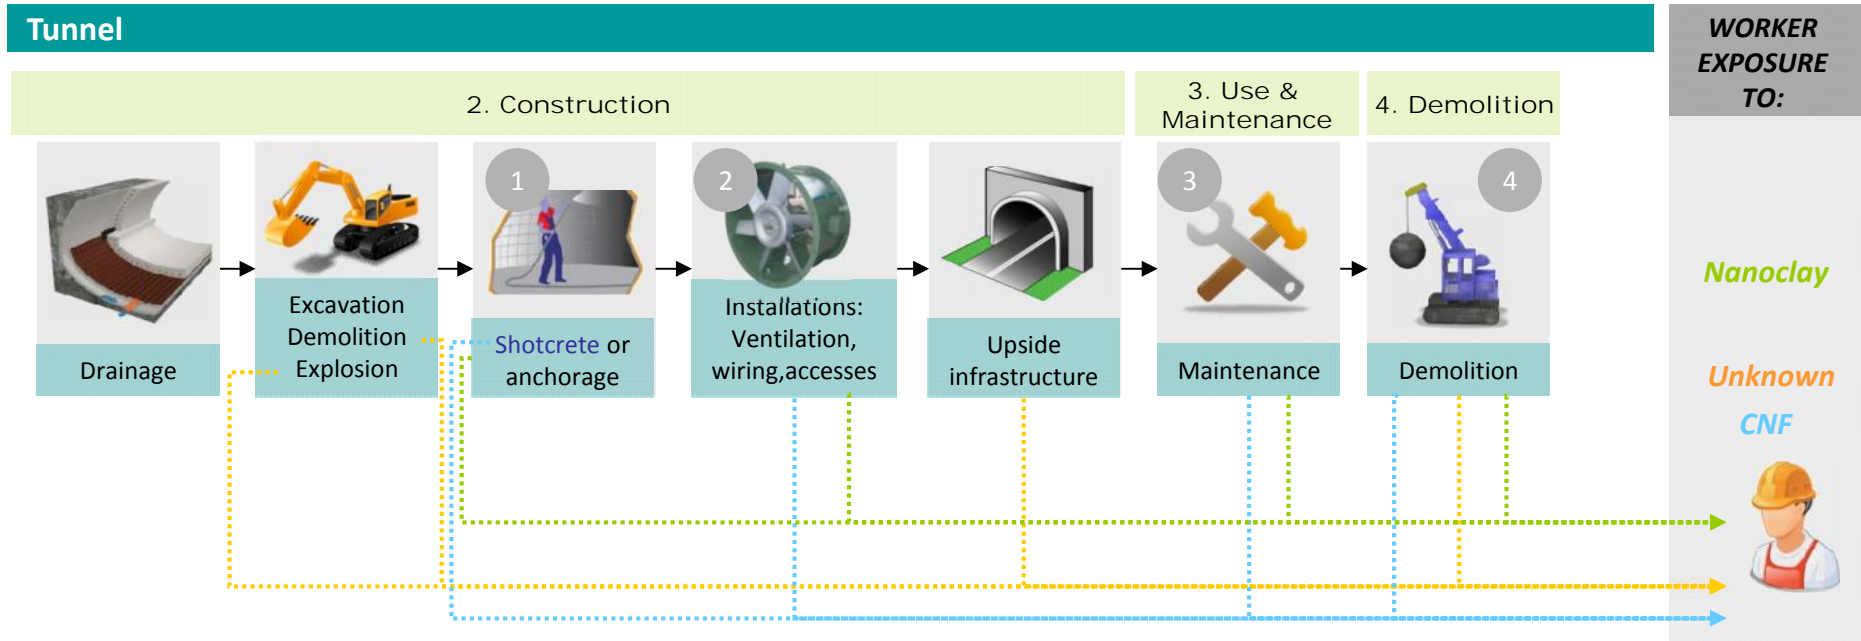 Tunnel
WORKER
EXPOSURE
TO:
2. Construction
3. Use &
Maintenance
4. Demolition
1
2
3
4
Drainage
Excavation
Demolition
Explosion
Shotcrete or
anchorage
Installations:
Ventilation,
wiring,accesses
Upside
infrastructure
Maintenance
Demolition
Nanoclay
Unknown
CNF